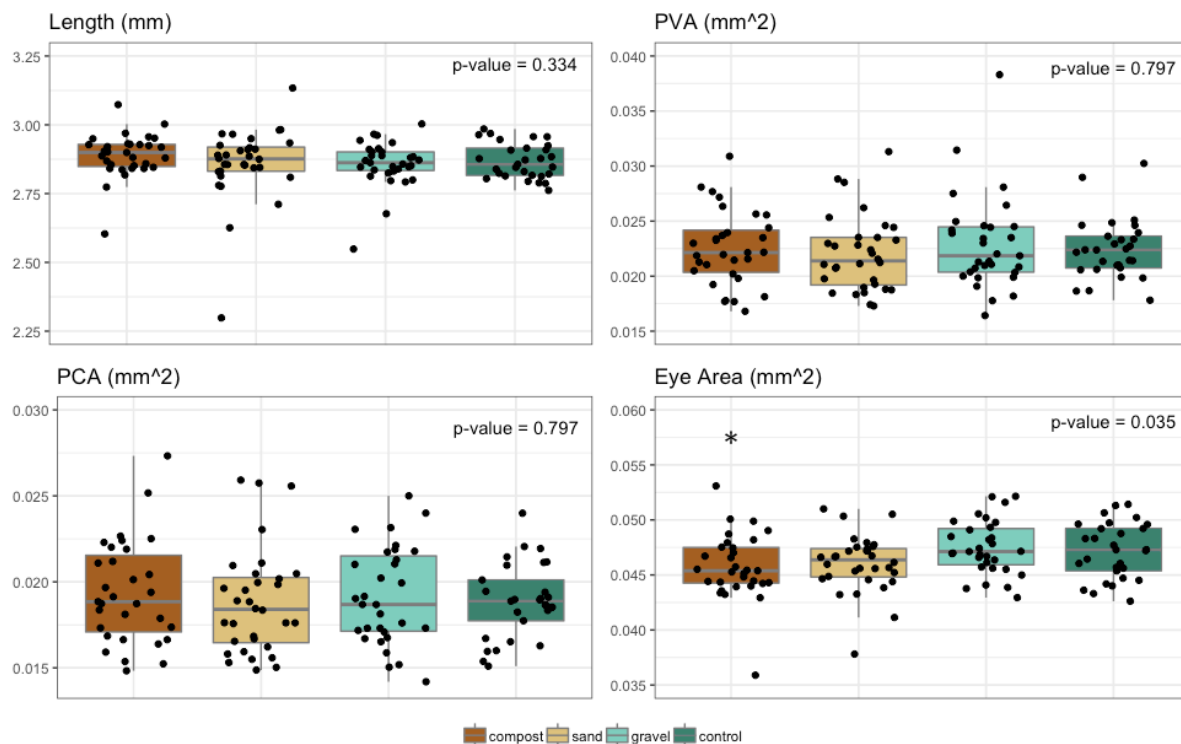 Length (mm)
3.25
3.00
2.75
2.50
2.25
p-value = 0.334
PVA (mm^2)
0.040
0.035
0.030
0.025
0.020
0.015
p-value = 0.797
PCA (mm^2)
0.030
0.025
0.020
0.015
p-value = 0.797
Eye Area (mm^2)
0.060
0.055
0.050
0.045
0.040
0.035
p-value = 0.035
*
compost sand gravel control